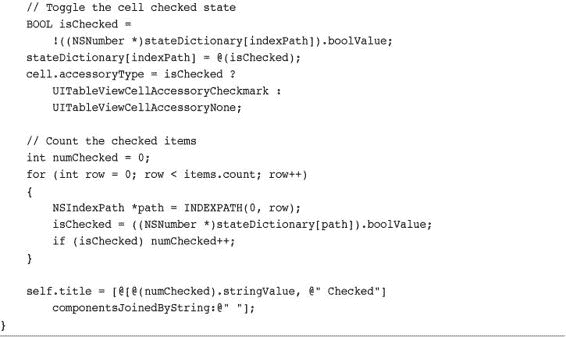 // Toggle the cell checked state
BOOL isChecked =
!((NSNumber *)stateDictionary[indexPath]).boolValue;
stateDictionary[indexPath] = @(isChecked);
cell.accessoryType = isChecked ?
UITableViewCellAccessoryCheckmark :
UITableViewCellAccessoryNone;
// Count the checked items
int numChecked = 0;
for (int row = 0; row < items.count; row++)
{
NSIndexPath *path = INDEXPATH(0, row);
isChecked = ((NSNumber *)stateDictionary[path]).boolValue;
if (isChecked) numChecked++;
}
self.title = [@[@(numChecked).stringValue, @" Checked"]
componentsJoinedByString:@" "];
}